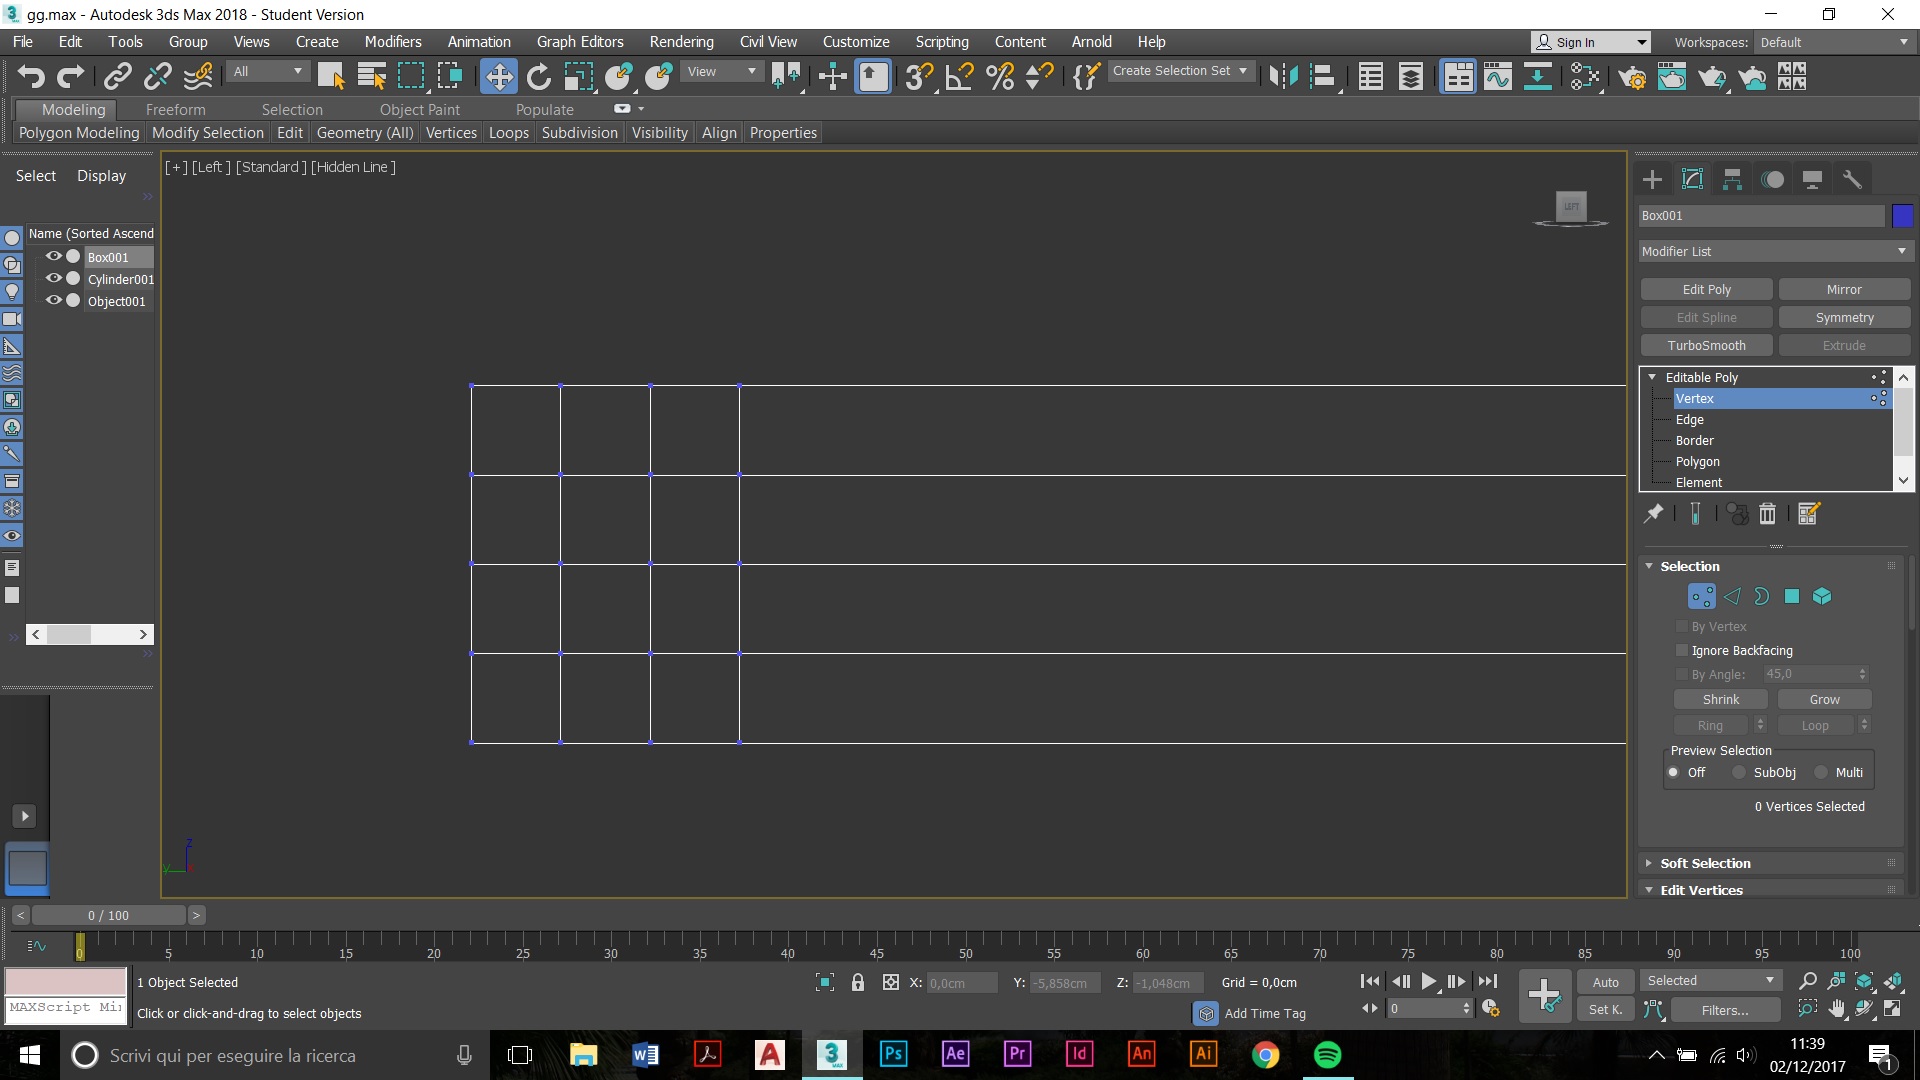 gg.max - Autodesk 3ds Max 2018 - Student Version
File Edit Tools Group Views Create Modifiers Animation Graph Editors Rendering Civil View Customize Scripting Content Arnold Help
Sign In Workspaces: Default
All View Create Selection Set
Modeling Freeform Selection Object Paint Populate
Polygon Modeling Modify Selection Edit Geometry (All) Vertices Loops Subdivision Visibility Align Properties
Select Display
Name (Sorted Ascend
Box001
Cylinder001
Object001
[+] [Left ] [Standard ] [Hidden Line ]
LEFT
z
y
Box001
Modifier List
Edit Poly Mirror
Edit Spline Symmetry
TurboSmooth Extrude
Editable Poly
Vertex
Edge
Border
Polygon
Element
Selection
By Vertex
Ignore Backfacing
By Angle: 45,0
Shrink Grow
Ring Loop
Preview Selection
Off SubObj Multi
0 Vertices Selected
Soft Selection
Edit Vertices
< 0 / 100 >
0 5 10 15 20 25 30 35 40 45 50 55 60 65 70 75 80 85 90 95 100
1 Object Selected X: 0,0cm Y: -5,858cm Z: -1,048cm Grid = 0,0cm Auto Selected
MAXScript Mi Click or click-and-drag to select objects Add Time Tag 0 Set K. Filters...
Scrivi qui per eseguire la ricerca
Ps Ae Pr Id An Ai
11:39
02/12/2017
1